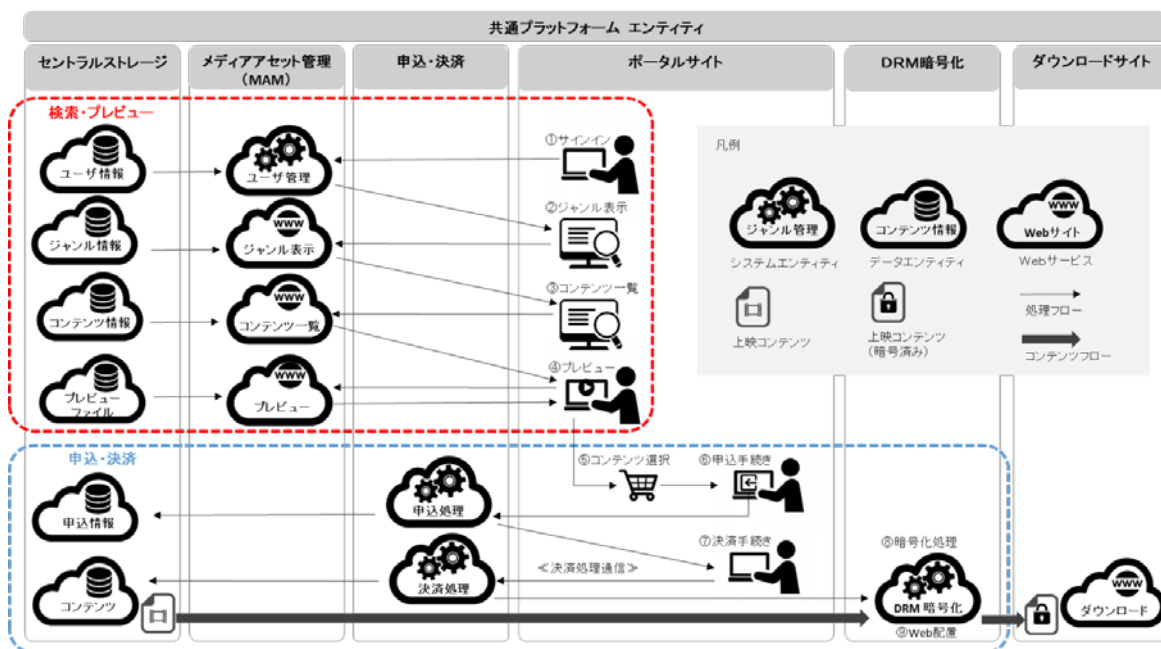 共通プラットフォーム エンティティ
セントラルストレージ
メディアアセット管理
(MAM)
申込・決済
ポータルサイト
DRM暗号化
ダウンロードサイト
検索・プレビュー
ユーザ情報
ユーザ管理
①サインイン
ジャンル情報
ジャンル表示
②ジャンル表示
コンテンツ情報
コンテンツ一覧
③コンテンツ一覧
プレビュー
ファイル
プレビュー
④プレビュー
凡例
ジャンル管理
システムエンティティ
コンテンツ情報
データエンティティ
Webサイト
Webサービス
上映コンテンツ
上映コンテンツ
(暗号済み)
処理フロー
コンテンツフロー
申込・決済
⑤コンテンツ選択
⑥申込手続き
申込情報
申込処理
⑦決済手続き
≪決済処理通信≫
コンテンツ
決済処理
⑧暗号化処理
DRM 暗号化
⑨Web配置
ダウンロード
WWW
WWW
WWW
WWW
WWW